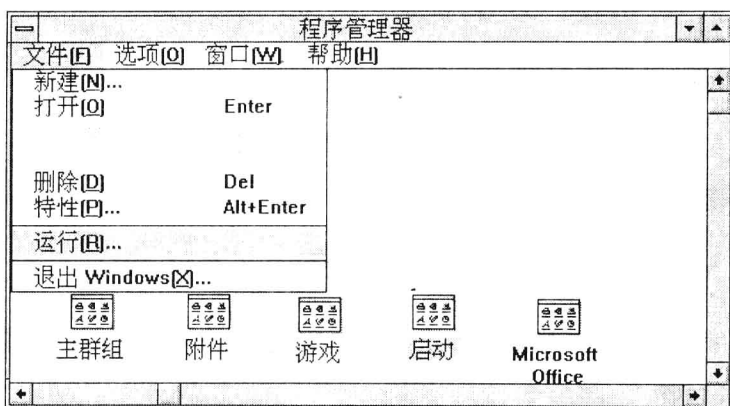 程序管理器
文件(F) 选项(O) 窗口(W) 帮助(H)
新建(N)...
打开(O) Enter
删除(D) Del
特性(P)... Alt+Enter
运行(R)...
退出 Windows(X)...
主群组 附件 游戏 启动 Microsoft Office